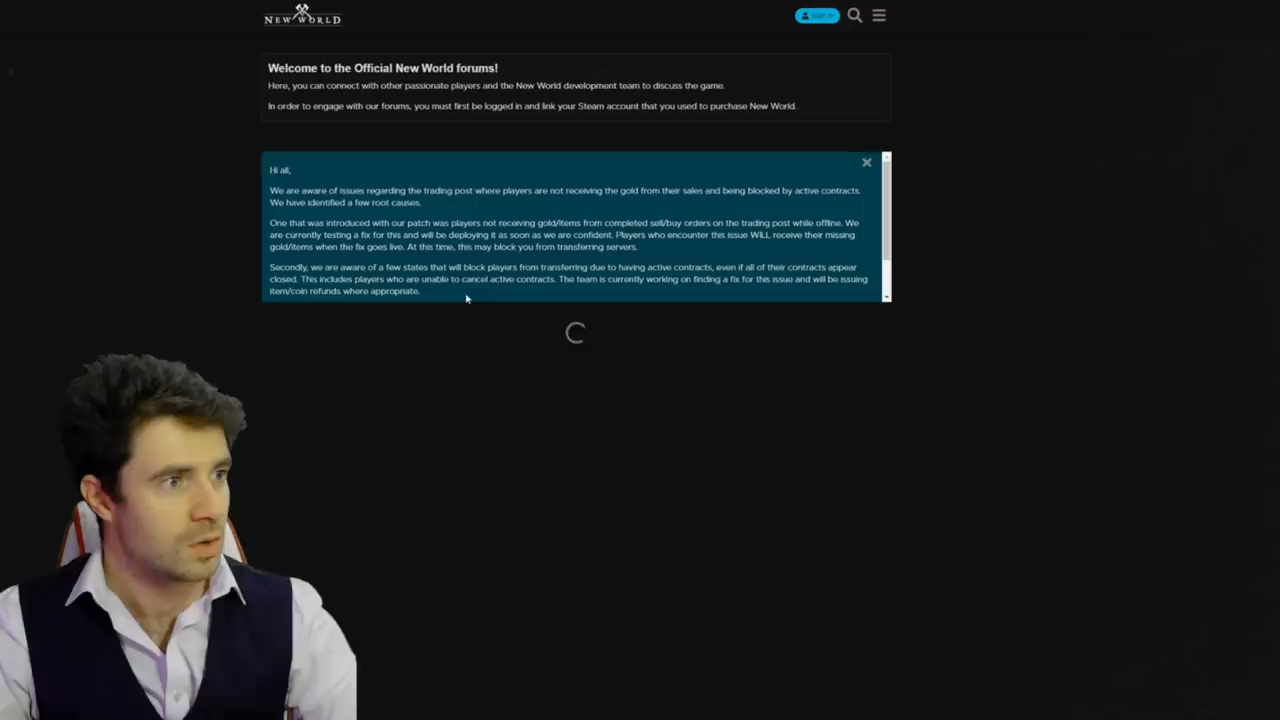 NEW WORLD
Sign In
Welcome to the Official New World forums!
Here, you can connect with other passionate players and the New World development team to discuss the game.
In order to engage with our forums, you must first be logged in and link your Steam account that you used to purchase New World.
Hi all,
We are aware of issues regarding the trading post where players are not receiving the gold from their sales and being blocked by active contracts.
We have identified a few root causes.
One that was introduced with our patch was players not receiving gold/items from completed sell/buy orders on the trading post while offline. We
are currently testing a fix for this and will be deploying it as soon as we are confident. Players who encounter this issue WILL receive their missing
gold/items when the fix goes live. At this time, this may block you from transferring servers.
Secondly, we are aware of a few states that will block players from transferring due to having active contracts, even if all of their contracts appear
closed. This includes players who are unable to cancel active contracts. The team is currently working on finding a fix for this issue and will be issuing
item/coin refunds where appropriate.